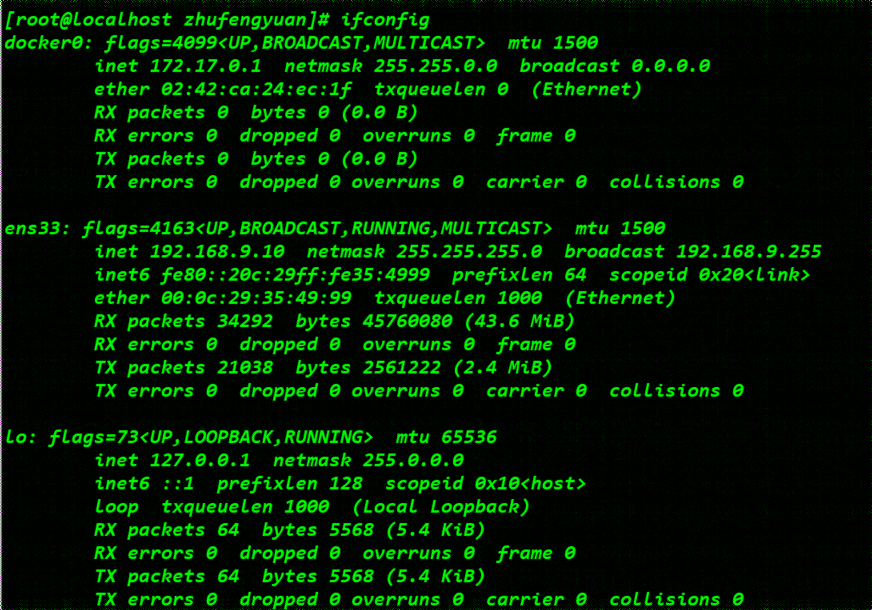 [root@localhost zhufengyuan]# ifconfig
docker0: flags=4099<UP,BROADCAST,MULTICAST>  mtu 1500
        inet 172.17.0.1  netmask 255.255.0.0  broadcast 0.0.0.0
        ether 02:42:ca:24:ec:1f  txqueuelen 0  (Ethernet)
        RX packets 0  bytes 0 (0.0 B)
        RX errors 0  dropped 0  overruns 0  frame 0
        TX packets 0  bytes 0 (0.0 B)
        TX errors 0  dropped 0 overruns 0  carrier 0  collisions 0

ens33: flags=4163<UP,BROADCAST,RUNNING,MULTICAST>  mtu 1500
        inet 192.168.9.10  netmask 255.255.255.0  broadcast 192.168.9.255
        inet6 fe80::20c:29ff:fe35:4999  prefixlen 64  scopeid 0x20<link>
        ether 00:0c:29:35:49:99  txqueuelen 1000  (Ethernet)
        RX packets 34292  bytes 45760080 (43.6 MiB)
        RX errors 0  dropped 0  overruns 0  frame 0
        TX packets 21038  bytes 2561222 (2.4 MiB)
        TX errors 0  dropped 0 overruns 0  carrier 0  collisions 0

lo: flags=73<UP,LOOPBACK,RUNNING>  mtu 65536
        inet 127.0.0.1  netmask 255.0.0.0
        inet6 ::1  prefixlen 128  scopeid 0x10<host>
        loop  txqueuelen 1000  (Local Loopback)
        RX packets 64  bytes 5568 (5.4 KiB)
        RX errors 0  dropped 0  overruns 0  frame 0
        TX packets 64  bytes 5568 (5.4 KiB)
        TX errors 0  dropped 0 overruns 0  carrier 0  collisions 0